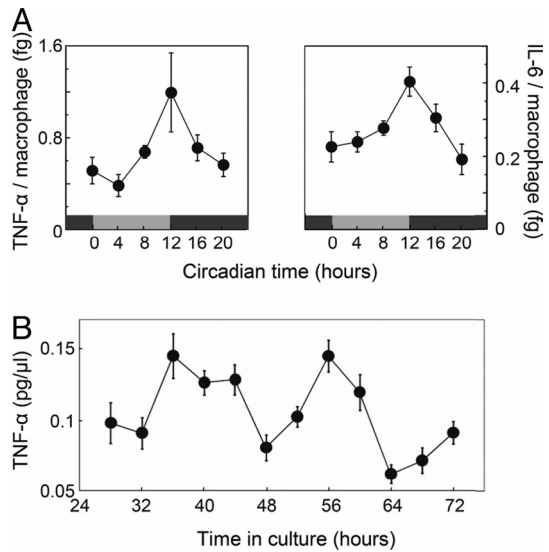 A
TNF-α / macrophage (fg)
1.6
0.8
0
0 4 8 12 16 20
0.4
0.2
0
IL-6 / macrophage (fg)
0 4 8 12 16 20
Circadian time (hours)
B
TNF-α (pg/µl)
0.15
0.1
0.05
24 32 40 48 56 64 72
Time in culture (hours)